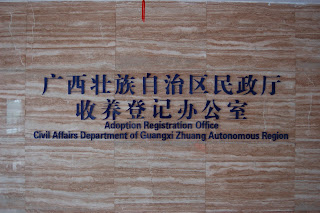 广西壮族自治区民政厅
收养登记办公室
Adoption Registration Office
Civil Affairs Department of Guangxi Zhuang Autonomous Region